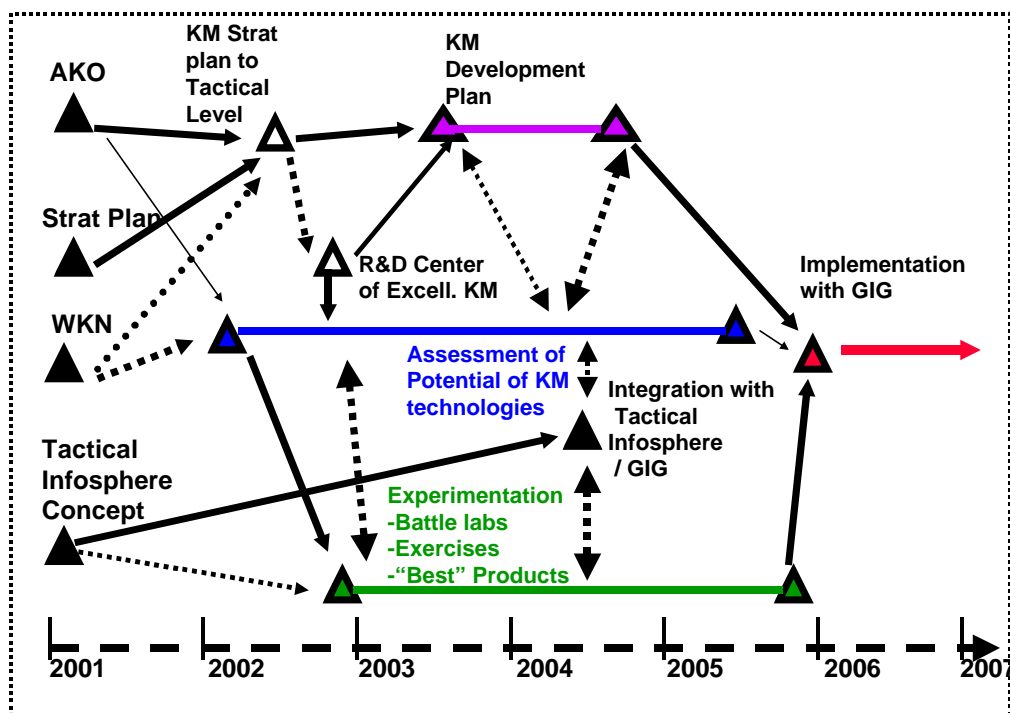 KM Strat
plan to
Tactical
Level
KM
Development
Plan
AKO
Strat Plan
R&D Center
of Excell. KM
Implementation
with GIG
WKN
Assessment of
Potential of KM
technologies
Integration with
Tactical
Infosphere
/ GIG
Tactical
Infosphere
Concept
Experimentation
-Battle labs
-Exercises
-“Best” Products
2001 2002 2003 2004 2005 2006 2007